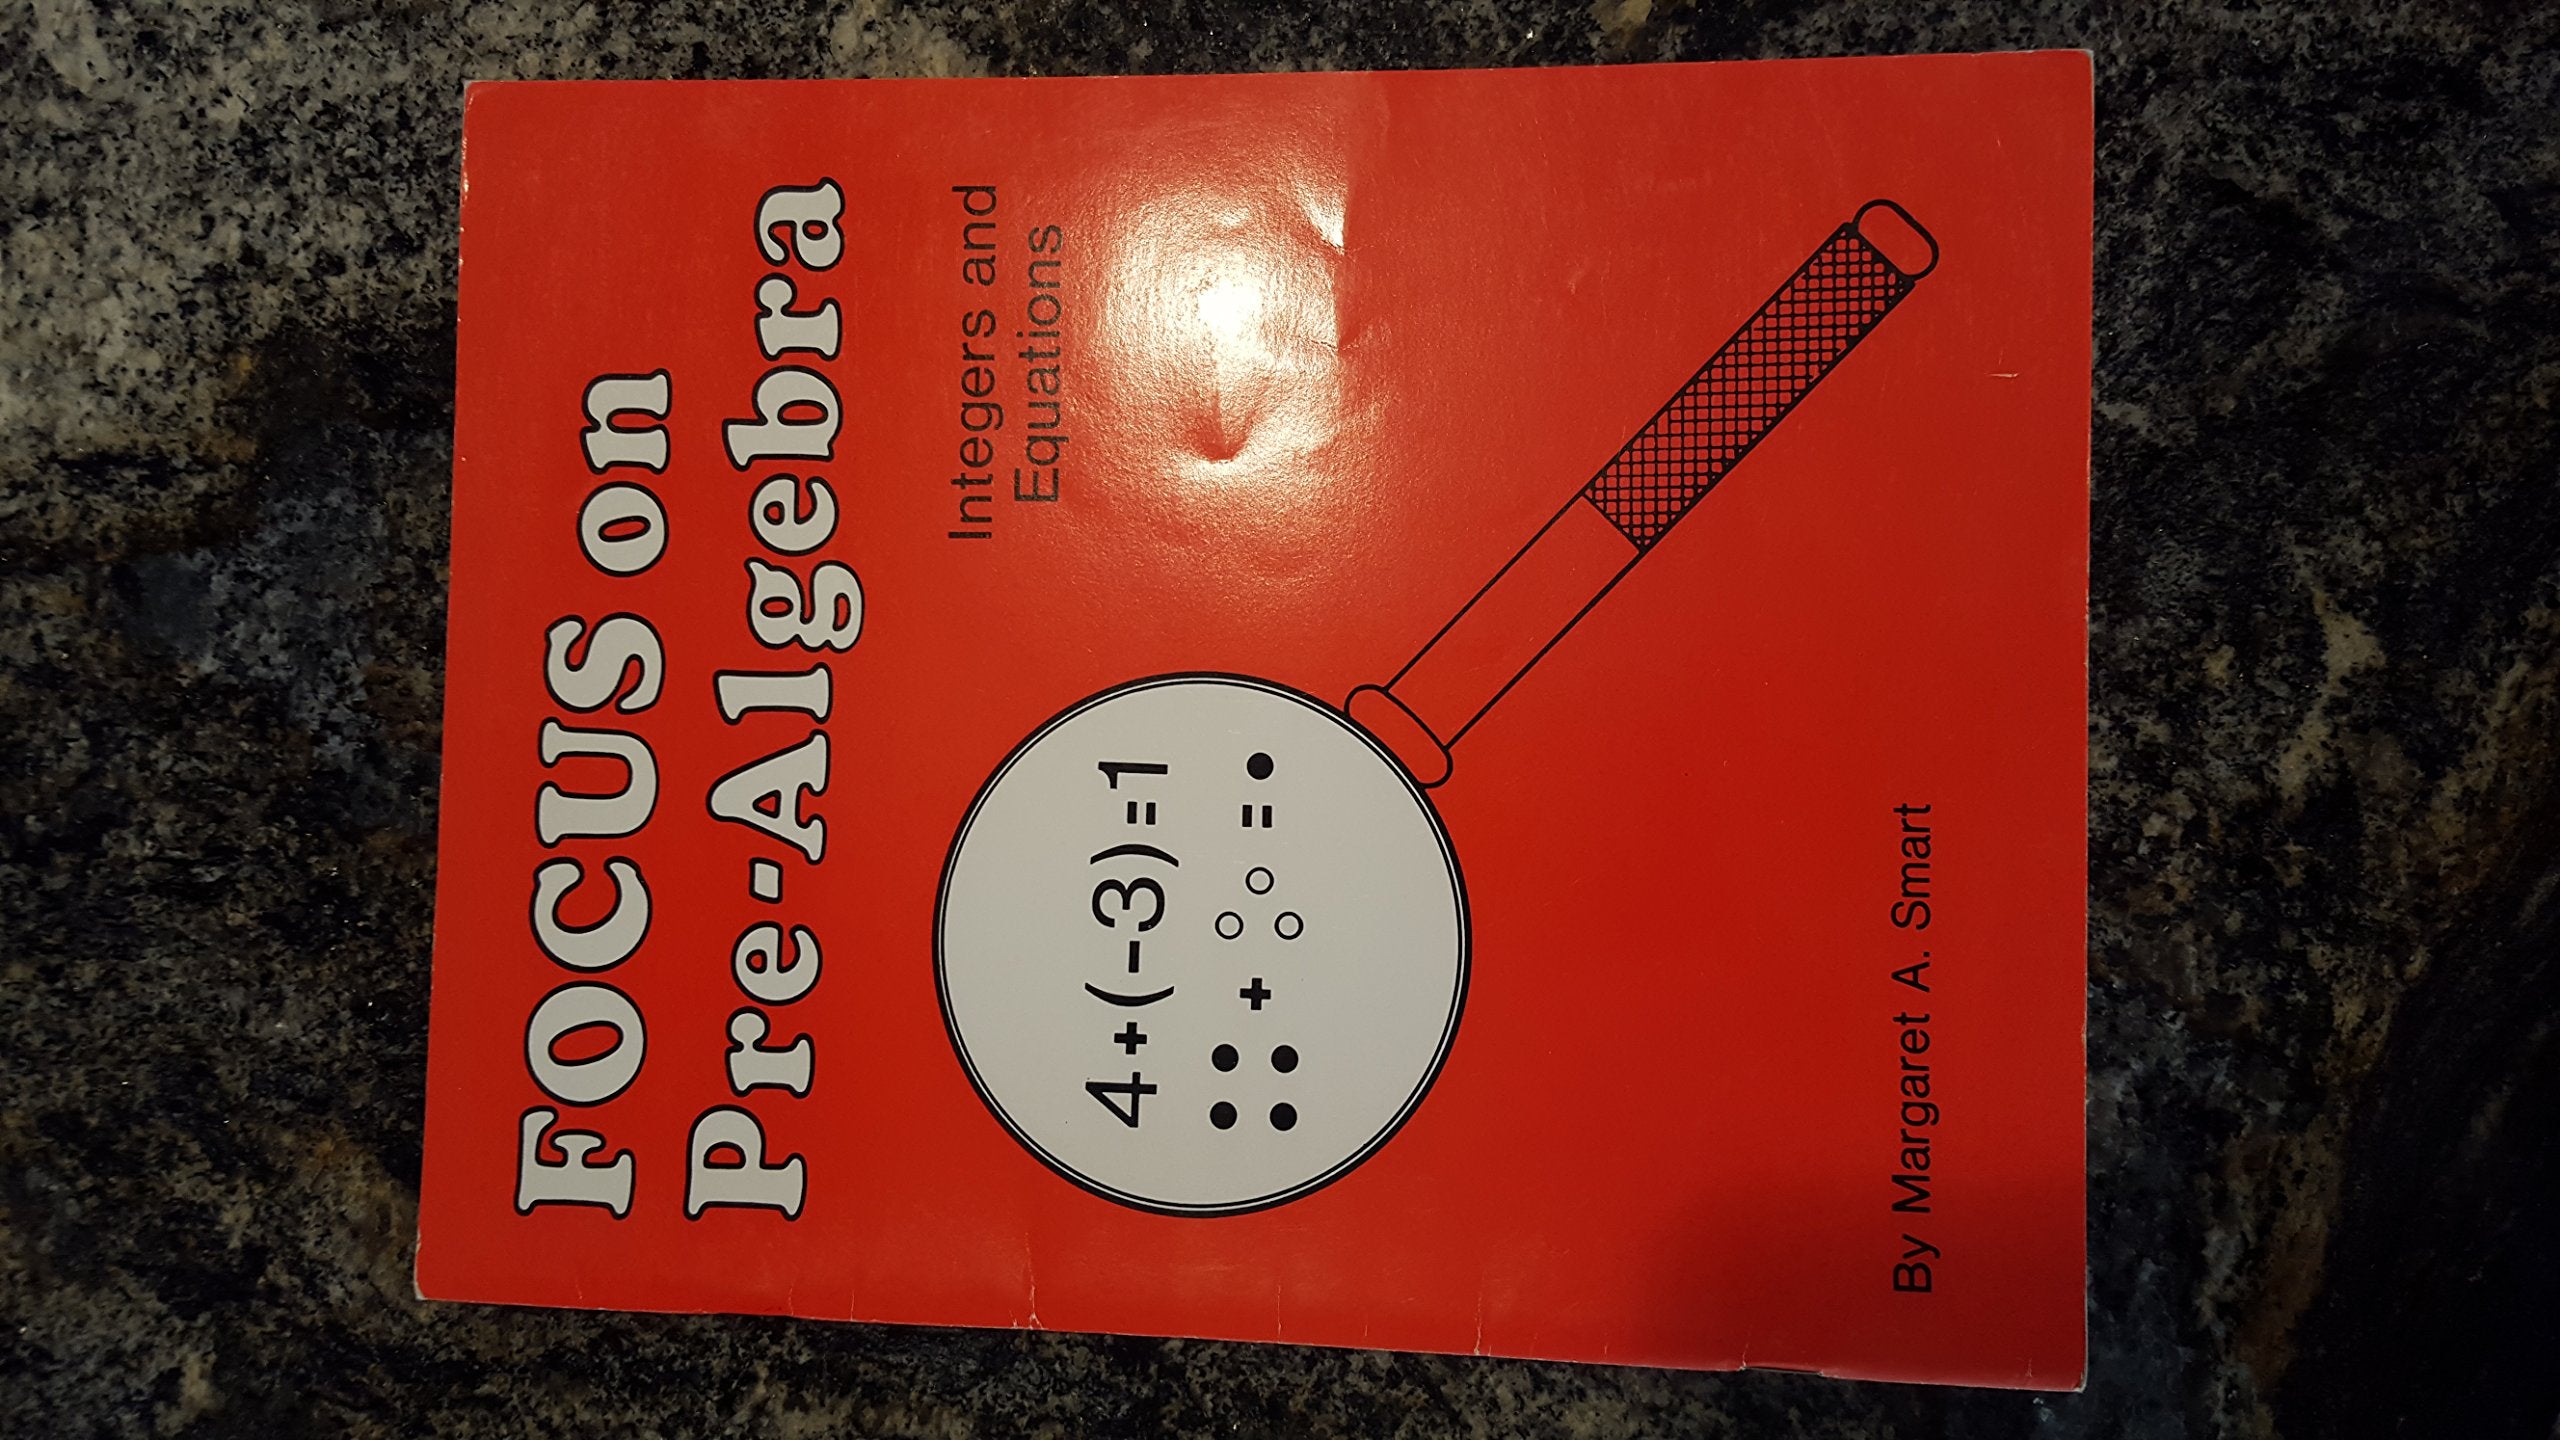 FOCUS on
Pre-Algebra
Integers and
Equations
4+(-3)=1
+ =
By Margaret A. Smart